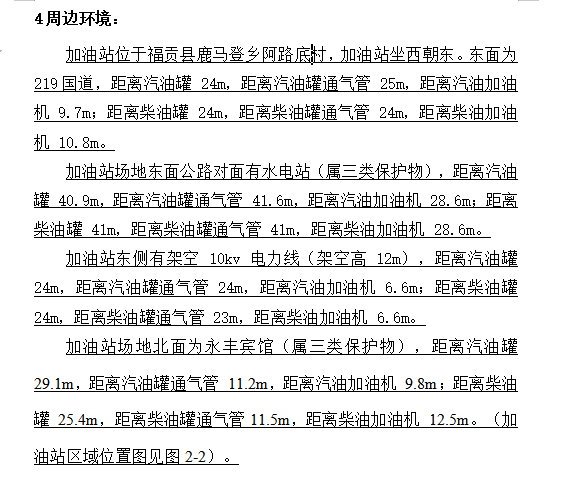 4 周边环境：
加油站位于福贡县鹿马登乡阿路底村，加油站坐西朝东。东面为
219 国道，距离汽油罐 24m，距离汽油罐通气管 25m，距离汽油加油
机 9.7m；距离柴油罐 24m，距离柴油罐通气管 24m，距离柴油加油
机 10.8m。
加油站场地东面公路对面有水电站（属三类保护物），距离汽油
罐 40.9m，距离汽油罐通气管 41.6m，距离汽油加油机 28.6m；距离
柴油罐 41m，距离柴油罐通气管 41m，距离柴油加油机 28.6m。
加油站东侧有架空 10kv 电力线（架空高 12m），距离汽油罐
24m，距离汽油罐通气管 24m，距离汽油加油机 6.6m；距离柴油罐
24m，距离柴油罐通气管 23m，距离柴油加油机 6.6m。
加油站场地北面为永丰宾馆（属三类保护物），距离汽油罐
29.1m，距离汽油罐通气管 11.2m，距离汽油加油机 9.8m；距离柴油
罐 25.4m，距离柴油罐通气管 11.5m，距离柴油加油机 12.5m。（加
油站区域位置图见图 2-2）。